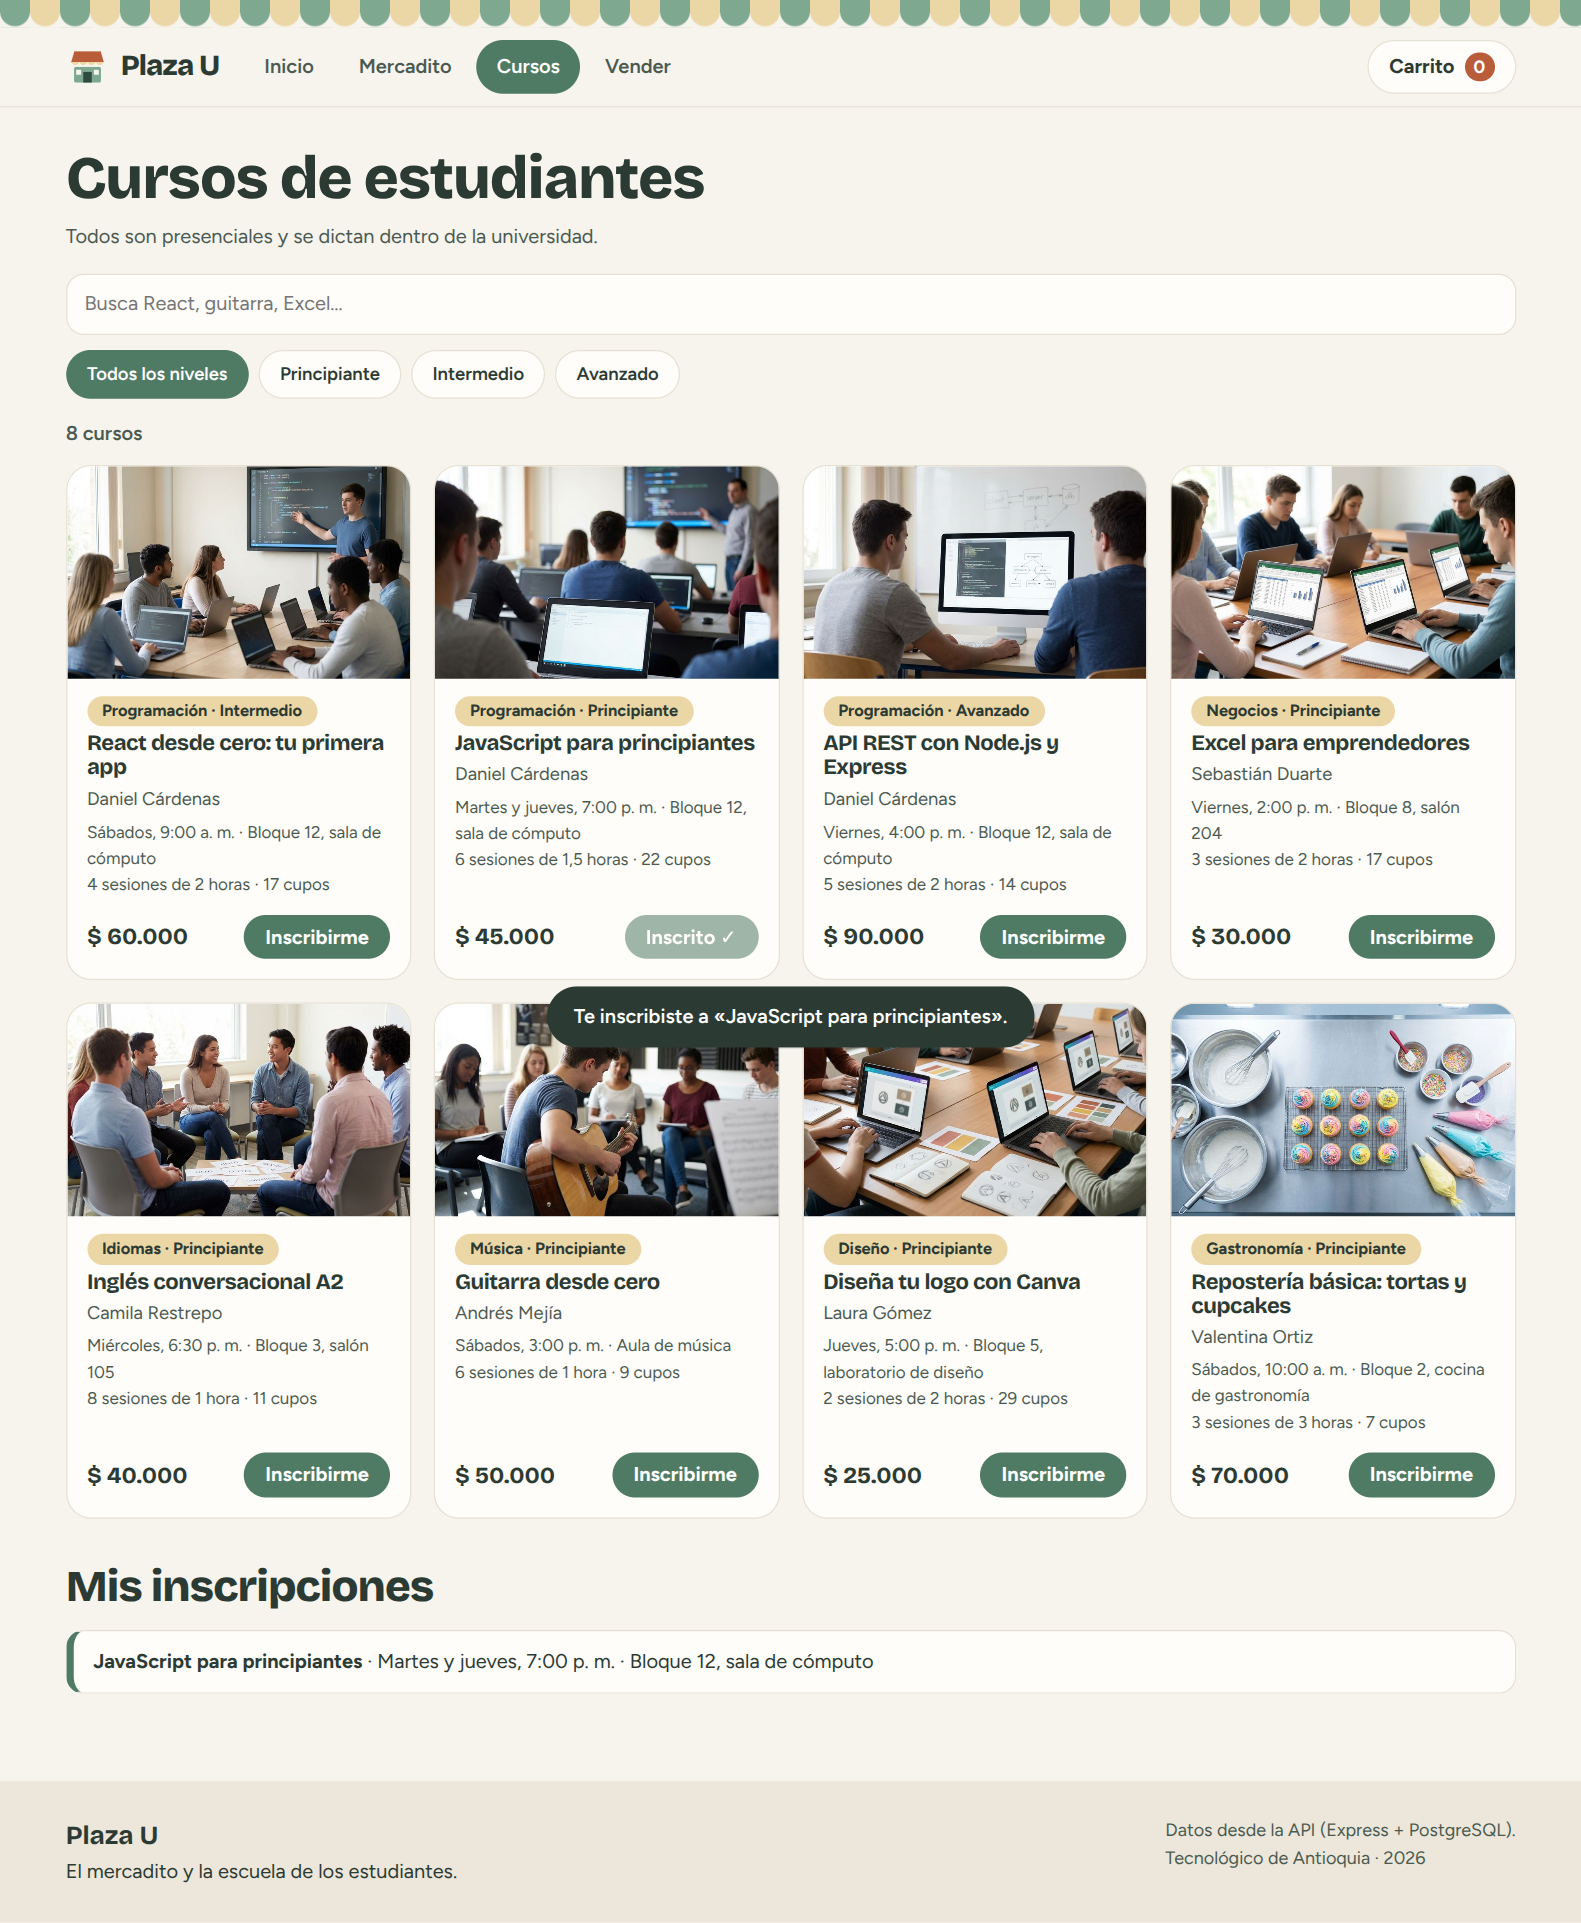 Plaza U
Inicio
Mercadito
Cursos
Vender
Carrito 0
Cursos de estudiantes
Todos son presenciales y se dictan dentro de la universidad.
Busca React, guitarra, Excel...
Todos los niveles
Principiante
Intermedio
Avanzado
8 cursos
Programación · Intermedio
React desde cero: tu primera
app
Daniel Cárdenas
Sábados, 9:00 a. m. · Bloque 12, sala de
cómputo
4 sesiones de 2 horas · 17 cupos
$ 60.000
Inscribirme
Programación · Principiante
JavaScript para principiantes
Daniel Cárdenas
Martes y jueves, 7:00 p. m. · Bloque 12,
sala de cómputo
6 sesiones de 1,5 horas · 22 cupos
$ 45.000
Inscrito ✓
Programación · Avanzado
API REST con Node.js y
Express
Daniel Cárdenas
Viernes, 4:00 p. m. · Bloque 12, sala de
cómputo
5 sesiones de 2 horas · 14 cupos
$ 90.000
Inscribirme
Negocios · Principiante
Excel para emprendedores
Sebastián Duarte
Viernes, 2:00 p. m. · Bloque 8, salón
204
3 sesiones de 2 horas · 17 cupos
$ 30.000
Inscribirme
Te inscribiste a «JavaScript para principiantes».
Idiomas · Principiante
Inglés conversacional A2
Camila Restrepo
Miércoles, 6:30 p. m. · Bloque 3, salón
105
8 sesiones de 1 hora · 11 cupos
$ 40.000
Inscribirme
Música · Principiante
Guitarra desde cero
Andrés Mejía
Sábados, 3:00 p. m. · Aula de música
6 sesiones de 1 hora · 9 cupos
$ 50.000
Inscribirme
Diseño · Principiante
Diseña tu logo con Canva
Laura Gómez
Jueves, 5:00 p. m. · Bloque 5,
laboratorio de diseño
2 sesiones de 2 horas · 29 cupos
$ 25.000
Inscribirme
Gastronomía · Principiante
Repostería básica: tortas y
cupcakes
Valentina Ortiz
Sábados, 10:00 a. m. · Bloque 2, cocina
de gastronomía
3 sesiones de 3 horas · 7 cupos
$ 70.000
Inscribirme
Mis inscripciones
JavaScript para principiantes · Martes y jueves, 7:00 p. m. · Bloque 12, sala de cómputo
Plaza U
El mercadito y la escuela de los estudiantes.
Datos desde la API (Express + PostgreSQL).
Tecnológico de Antioquia · 2026